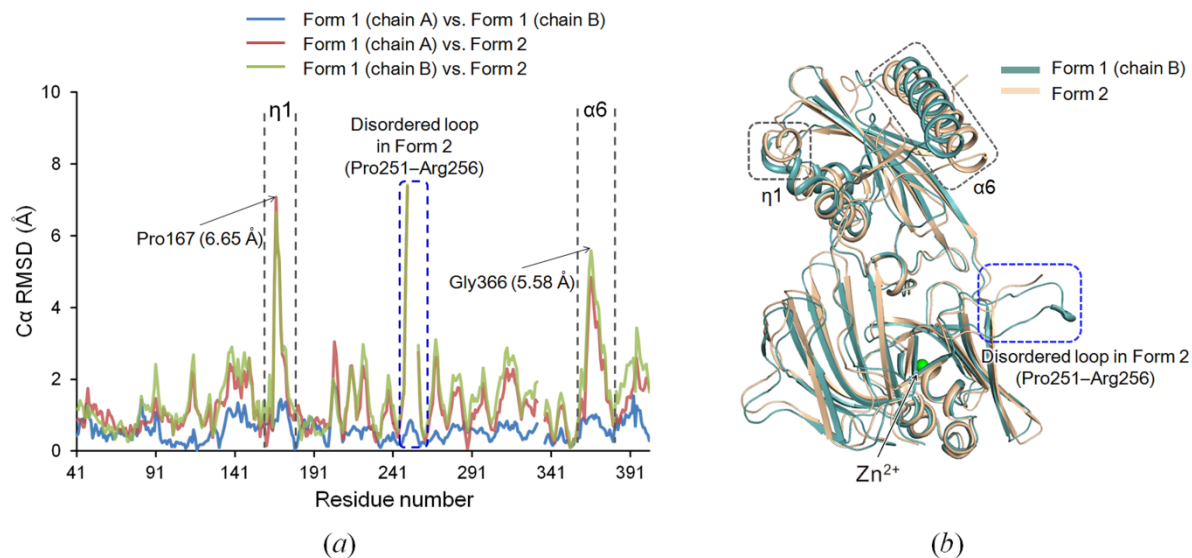 Form 1 (chain A) vs. Form 1 (chain B)
Form 1 (chain A) vs. Form 2
Form 1 (chain B) vs. Form 2
10
8
6
4
2
0
Cα RMSD (Å)
η1
Disordered loop
in Form 2
(Pro251–Arg256)
α6
Pro167 (6.65 Å)
Gly366 (5.58 Å)
41 91 141 191 241 291 341 391
Residue number
(a)
Form 1 (chain B)
Form 2
η1
α6
Disordered loop in Form 2
(Pro251–Arg256)
Zn²⁺
(b)